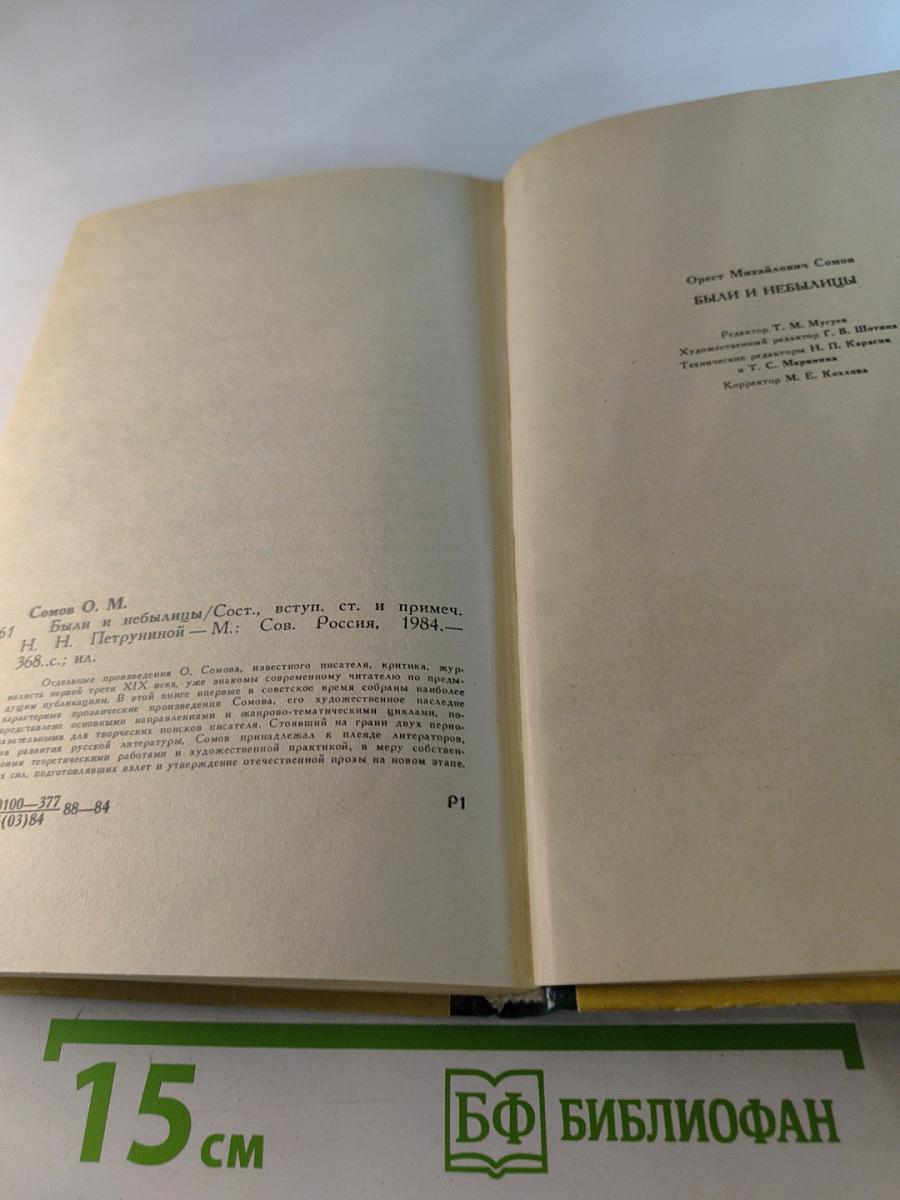 Сомов О. М.
61 Были и небылицы/Сост., вступ. ст. и примеч.
Н. Н. Петруниной — М.: Сов. Россия, 1984.—
368..с.; ил.
Отдельные произведения О. Сомова, известного писателя, критика, жур-
налиста первой трети XIX века, уже знакомы современному читателю по преды-
дущим публикациям. В этой книге впервые в советское время собраны наиболее
характерные прозаические произведения Сомова, его художественное наследие
представлено основными направлениями и жанрово-тематическими циклами, по-
казательными для творческих поисков писателя. Стоявший на грани двух перио-
ов развития русской литературы, Сомов принадлежал к плеяде литераторов,
оими теоретическими работами и художественной практикой, в меру собствен-
х сил, подготовлявших взлет и утверждение отечественной прозы на новом этапе.
0100—377
(03)84
88—84
Р1
Орест Михайлович Сомов
БЫЛИ И НЕБЫЛИЦЫ
Редактор Т. М. Мугуев
Художественный редактор Г. В. Шотина
Технические редакторы Н. П. Карасик
и Т. С. Маринина
Корректор М. Е. Козлова
15 см
БФ БИБЛИОФАН